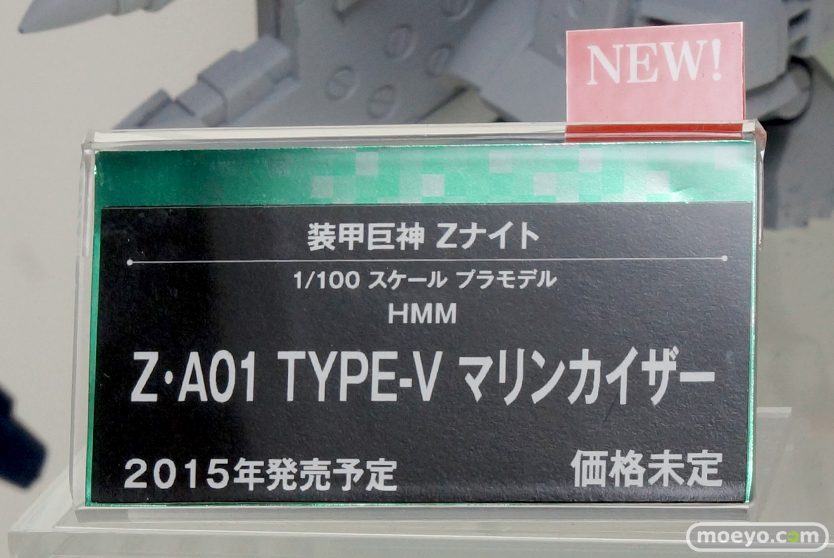 NEW!
装甲巨神 Zナイト
1/100 スケール プラモデル
HMM
Z・A01 TYPE-V マリンカイザー
2015年発売予定
価格未定
moeyo.com